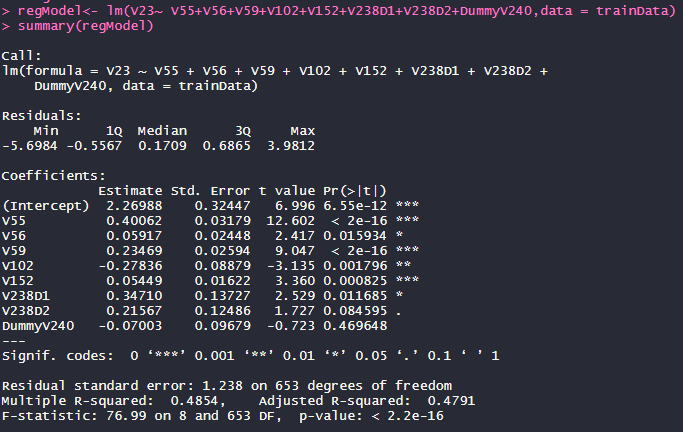 > regModel<- lm(V23~ V55+V56+V59+V102+V152+V238D1+V238D2+DummyV240,data = trainData)
> summary(regModel)
Call:
lm(formula = V23 ~ V55 + V56 + V59 + V102 + V152 + V238D1 + V238D2 +
    DummyV240, data = trainData)
Residuals:
    Min      1Q  Median      3Q     Max
-5.6984 -0.5567  0.1709  0.6865  3.9812
Coefficients:
            Estimate Std. Error t value Pr(>|t|)
(Intercept)  2.26988    0.32447   6.996 6.55e-12 ***
V55          0.40062    0.03179  12.602  < 2e-16 ***
V56          0.05917    0.02448   2.417 0.015934 *
V59          0.23469    0.02594   9.047  < 2e-16 ***
V102        -0.27836    0.08879  -3.135 0.001796 **
V152         0.05449    0.01622   3.360 0.000825 ***
V238D1       0.34710    0.13727   2.529 0.011685 *
V238D2       0.21567    0.12486   1.727 0.084595 .
DummyV240   -0.07003    0.09679  -0.723 0.469648
---
Signif. codes:  0 ‘***’ 0.001 ‘**’ 0.01 ‘*’ 0.05 ‘.’ 0.1 ‘ ’ 1
Residual standard error: 1.238 on 653 degrees of freedom
Multiple R-squared:  0.4854,    Adjusted R-squared:  0.4791
F-statistic: 76.99 on 8 and 653 DF,  p-value: < 2.2e-16